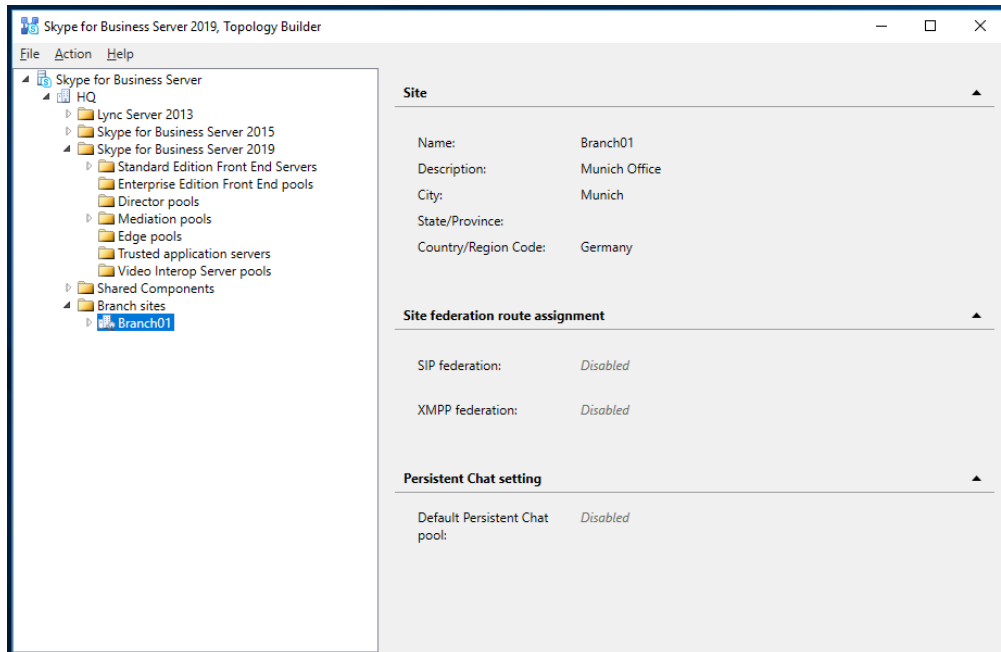 Skype for Business Server 2019, Topology Builder
File Action Help
Skype for Business Server
HQ
Lync Server 2013
Skype for Business Server 2015
Skype for Business Server 2019
Standard Edition Front End Servers
Enterprise Edition Front End pools
Director pools
Mediation pools
Edge pools
Trusted application servers
Video Interop Server pools
Shared Components
Branch sites
Branch01
Site
Name: Branch01
Description: Munich Office
City: Munich
State/Province:
Country/Region Code: Germany
Site federation route assignment
SIP federation: Disabled
XMPP federation: Disabled
Persistent Chat setting
Default Persistent Chat Disabled
pool: